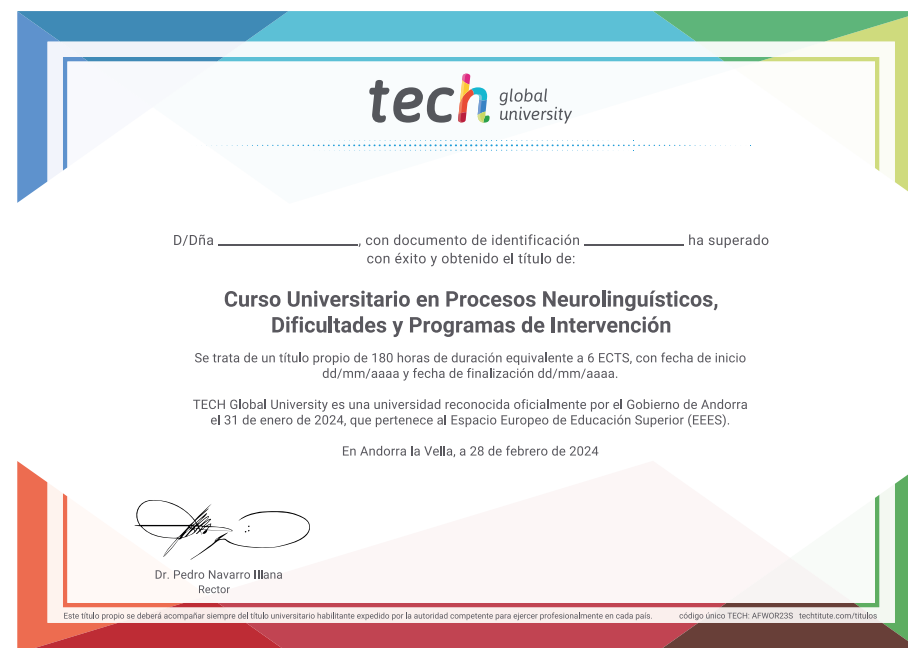 tech global university
D/Dña ____________________, con documento de identificación ______________ ha superado
con éxito y obtenido el título de:
Curso Universitario en Procesos Neurolinguísticos,
Dificultades y Programas de Intervención
Se trata de un título propio de 180 horas de duración equivalente a 6 ECTS, con fecha de inicio
dd/mm/aaaa y fecha de finalización dd/mm/aaaa.
TECH Global University es una universidad reconocida oficialmente por el Gobierno de Andorra
el 31 de enero de 2024, que pertenece al Espacio Europeo de Educación Superior (EEES).
En Andorra la Vella, a 28 de febrero de 2024
Dr. Pedro Navarro Illana
Rector
Este título propio se deberá acompañar siempre del título universitario habilitante expedido por la autoridad competente para ejercer profesionalmente en cada país. código único TECH: AFWOR23S techtitute.com/titulos